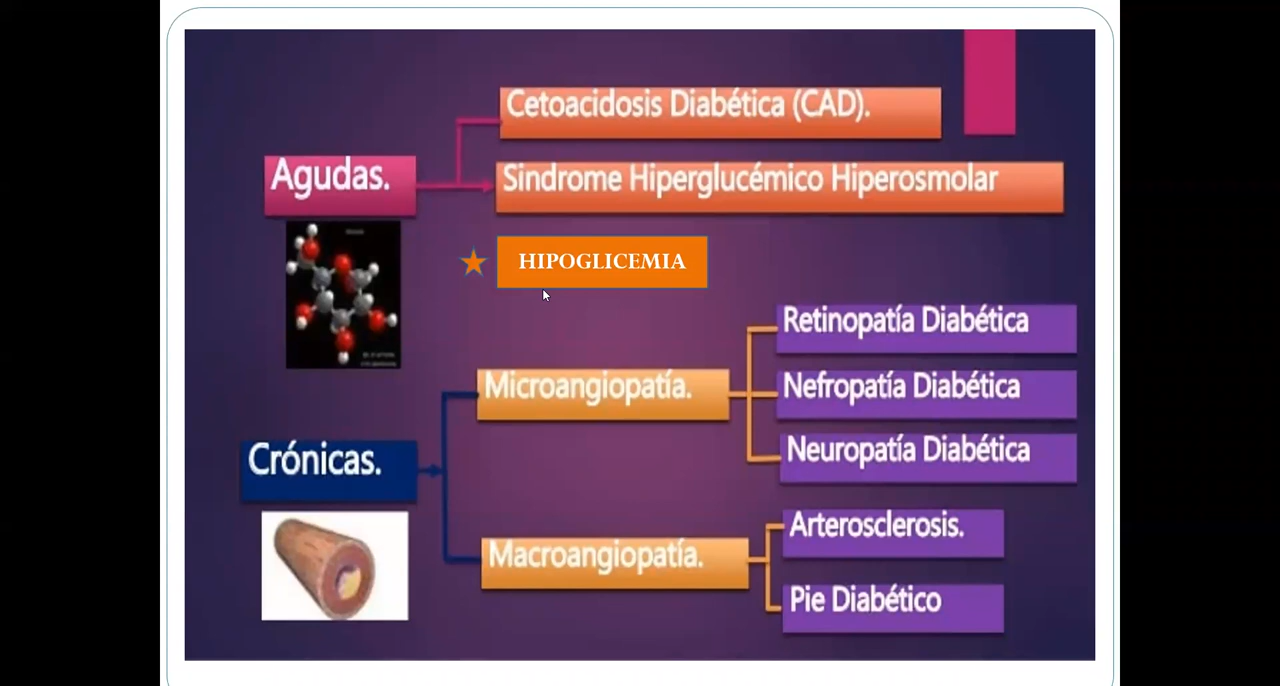 Cetoacidosis Diabética (CAD).
Agudas.
Sindrome Hiperglucémico Hiperosmolar
HIPOGLICEMIA
Retinopatía Diabética
Microangiopatía.
Nefropatía Diabética
Neuropatía Diabética
Crónicas.
Arterosclerosis.
Macroangiopatía.
Pie Diabético